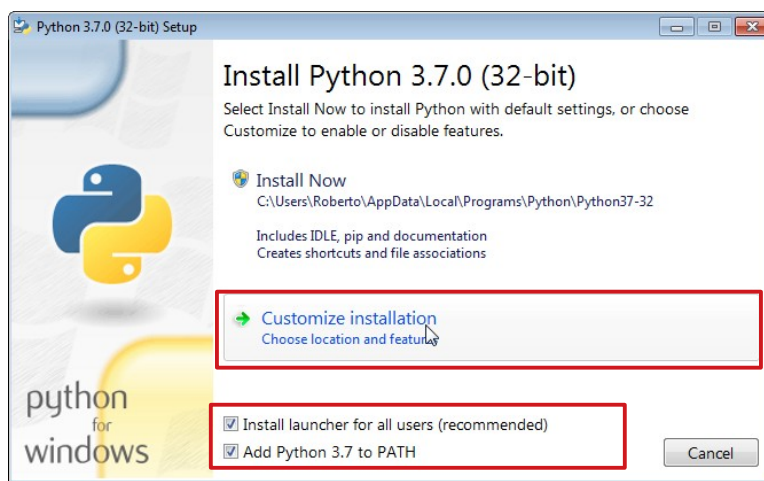 Python 3.7.0 (32-bit) Setup
Install Python 3.7.0 (32-bit)
Select Install Now to install Python with default settings, or choose
Customize to enable or disable features.
Install Now
C:\Users\Roberto\AppData\Local\Programs\Python\Python37-32
Includes IDLE, pip and documentation
Creates shortcuts and file associations
Customize installation
Choose location and features
python
for
windows
Install launcher for all users (recommended)
Add Python 3.7 to PATH
Cancel